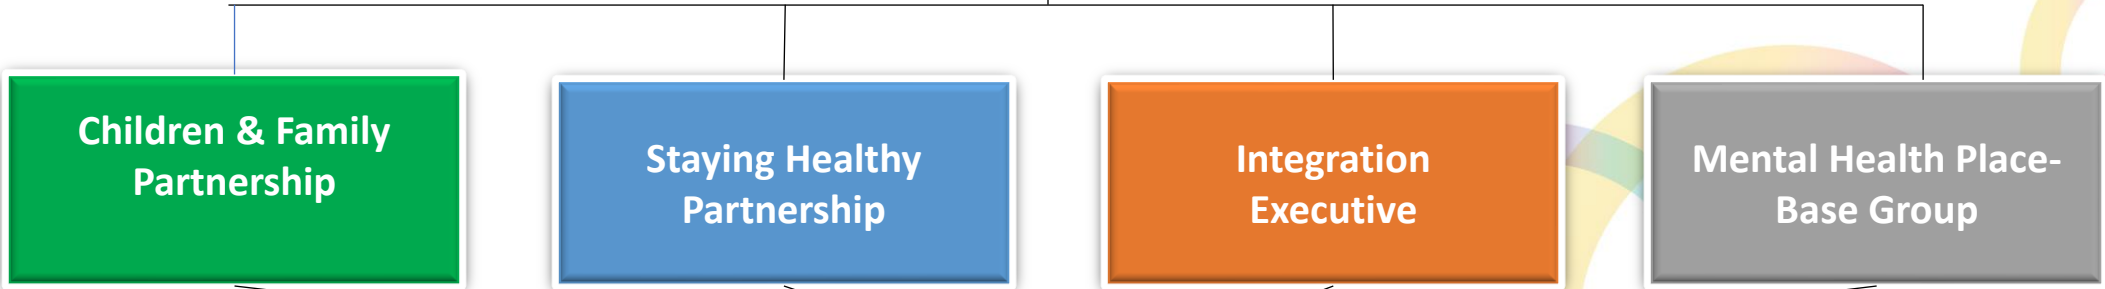 Children & Family
Partnership
Staying Healthy
Partnership
Integration
Executive
Mental Health Place-
Base Group